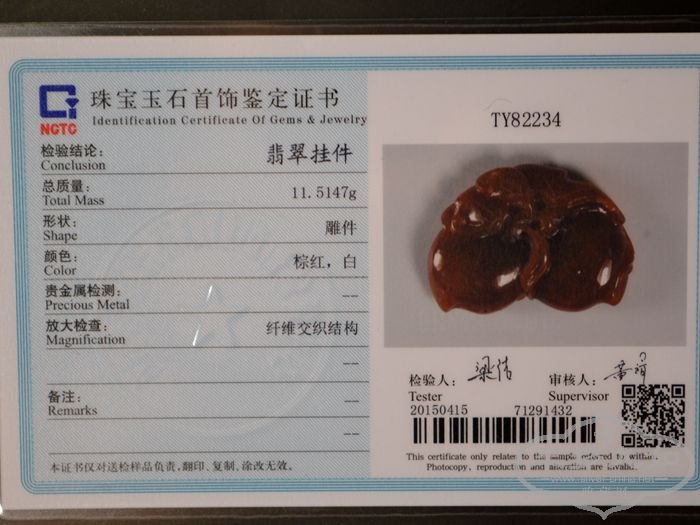 NGTC
珠宝玉石首饰鉴定证书
Identification Certificate Of Gems & Jewelry
检验结论： 翡翠挂件
Conclusion
总质量： 11.5147g
Total Mass
形状： 雕件
Shape
颜色： 棕红，白
Color
贵金属检测： --
Precious Metal
放大检查： 纤维交织结构
Magnification
--
备注： --
Remarks
--
本证书仅对送检样品负责，翻印、复制、涂改无效。
TY82234
检验人： 审核人：
Tester Supervisor
20150415 71291432
This certificate only relates to the sample referred to within.
Photocopy, reproduction and alteration are invalid.